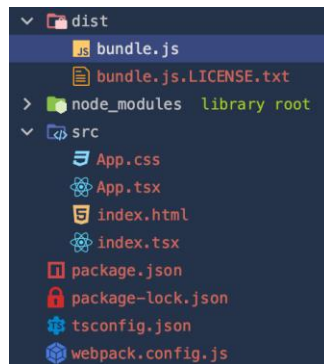 dist
JS bundle.js
bundle.js.LICENSE.txt
node_modules library root
src
App.css
App.tsx
index.html
index.tsx
package.json
package-lock.json
tsconfig.json
webpack.config.js